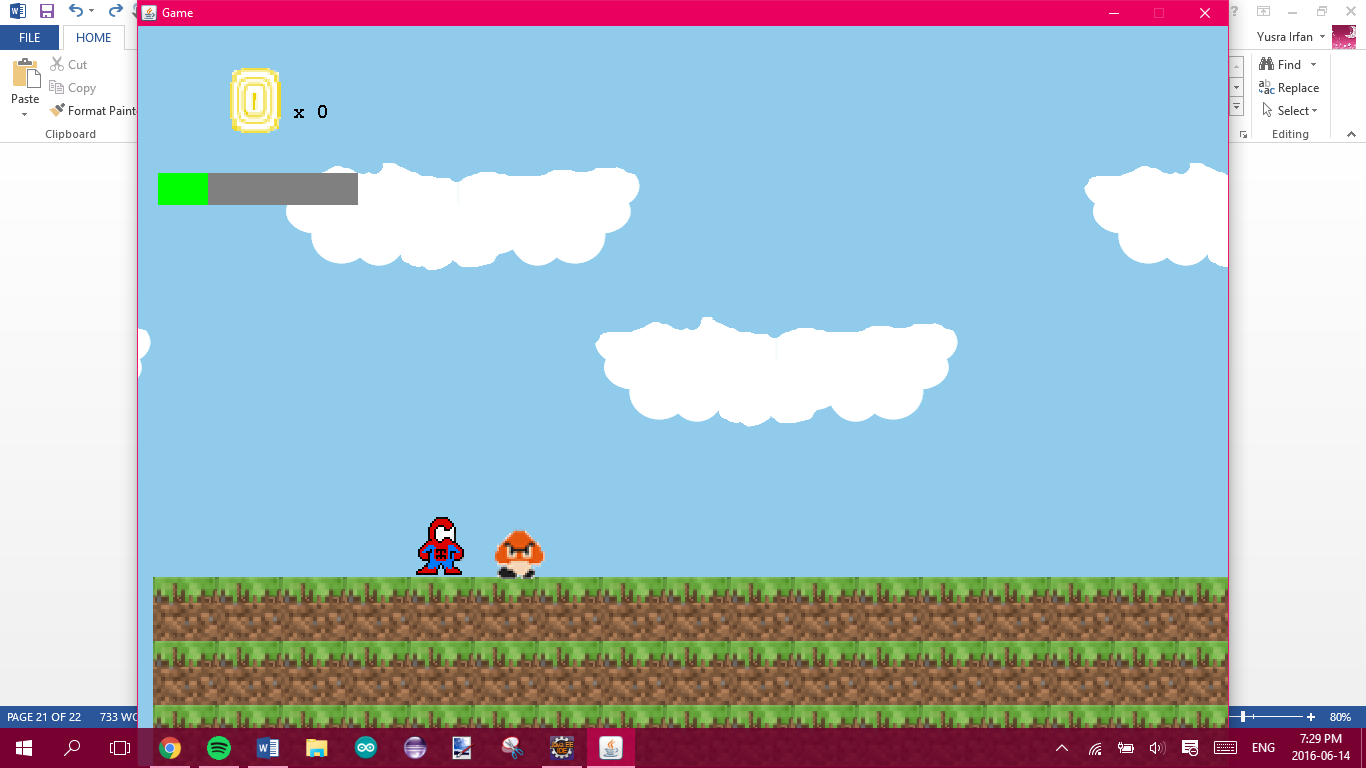 Game
?
FILE
HOME
Yusra Irfan
Cut
Copy
Paste
Format Painte
Clipboard
Find
Replace
Select
Editing
x 0
PAGE 21 OF 22
733 WO
80%
ENG
7:29 PM
2016-06-14